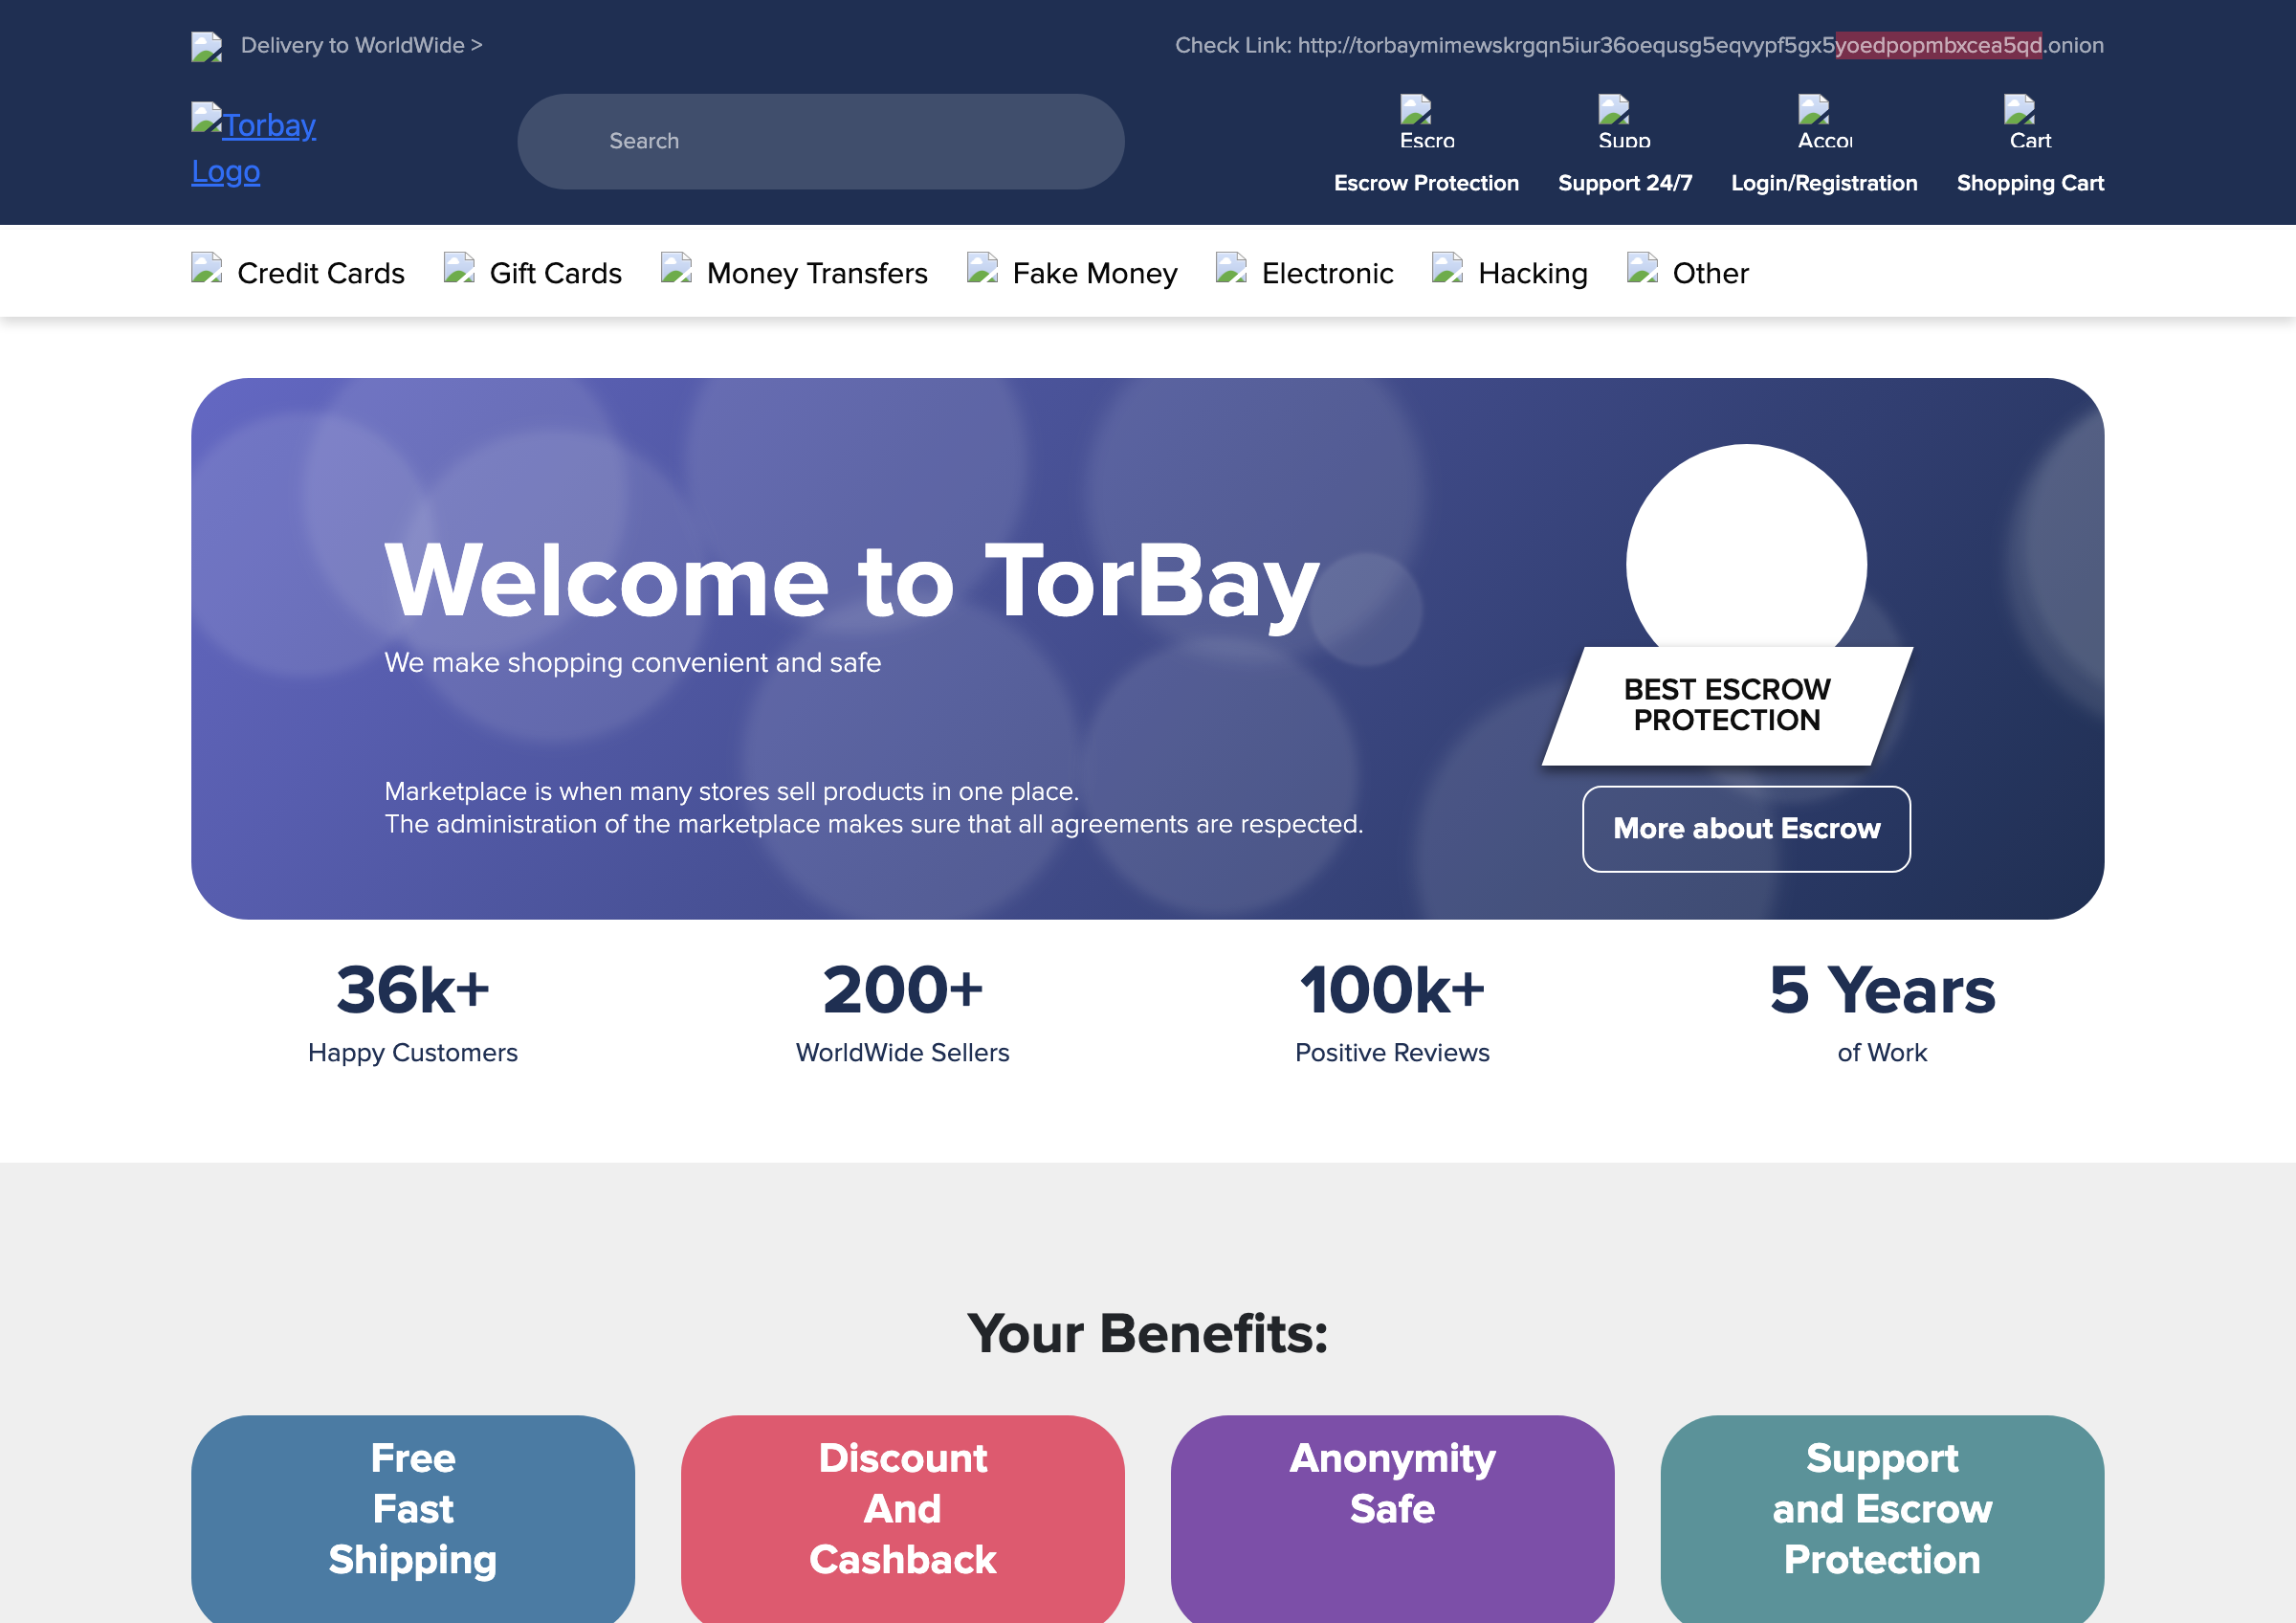 Delivery to WorldWide >
Check Link: http://torbaymimewskrgqn5iur36oequsg5eqvypf5gx5yoedpopmbxcea5qd.onion
Torbay
Logo
Search
Escro
Supp
Accou
Cart
Escrow Protection
Support 24/7
Login/Registration
Shopping Cart
Credit Cards
Gift Cards
Money Transfers
Fake Money
Electronic
Hacking
Other
Welcome to TorBay
We make shopping convenient and safe
Marketplace is when many stores sell products in one place.
The administration of the marketplace makes sure that all agreements are respected.
BEST ESCROW
PROTECTION
More about Escrow
36k+
Happy Customers
200+
WorldWide Sellers
100k+
Positive Reviews
5 Years
of Work
Your Benefits:
Free
Fast
Shipping
Discount
And
Cashback
Anonymity
Safe
Support
and Escrow
Protection